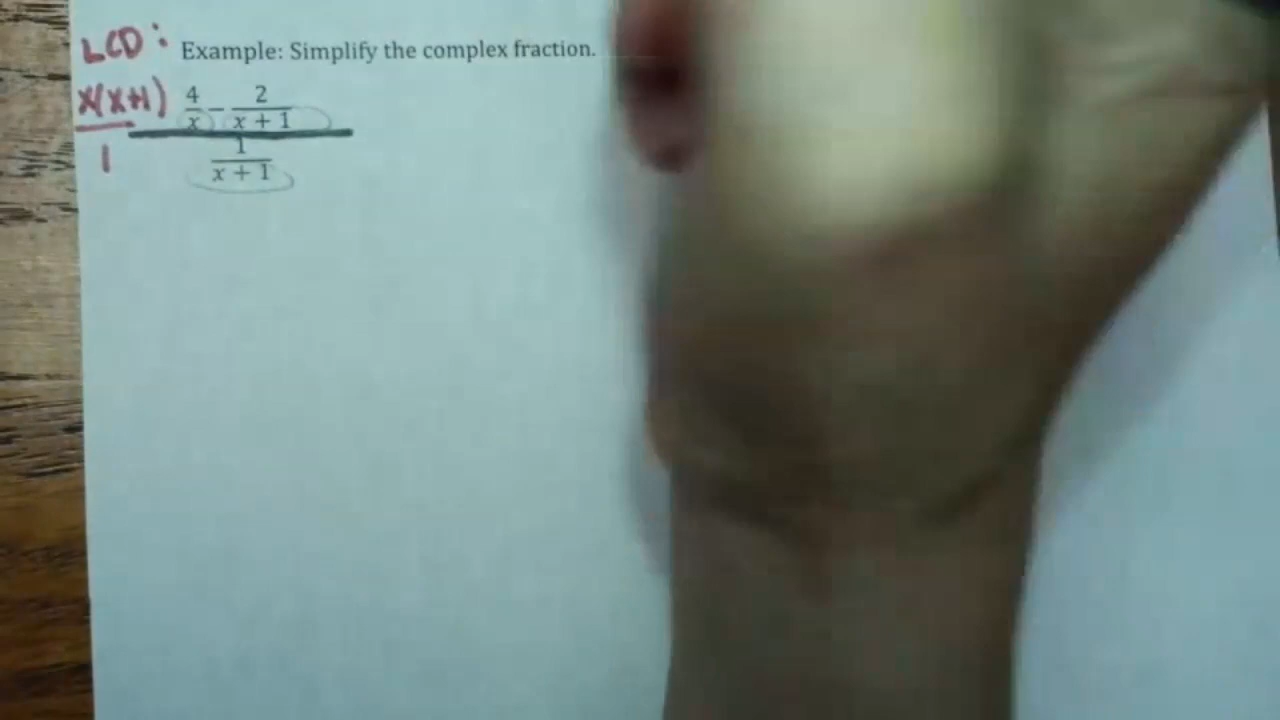 LCD: Example: Simplify the complex fraction.
x(x+1) 4/x − 2/(x + 1)
1 1/(x + 1)